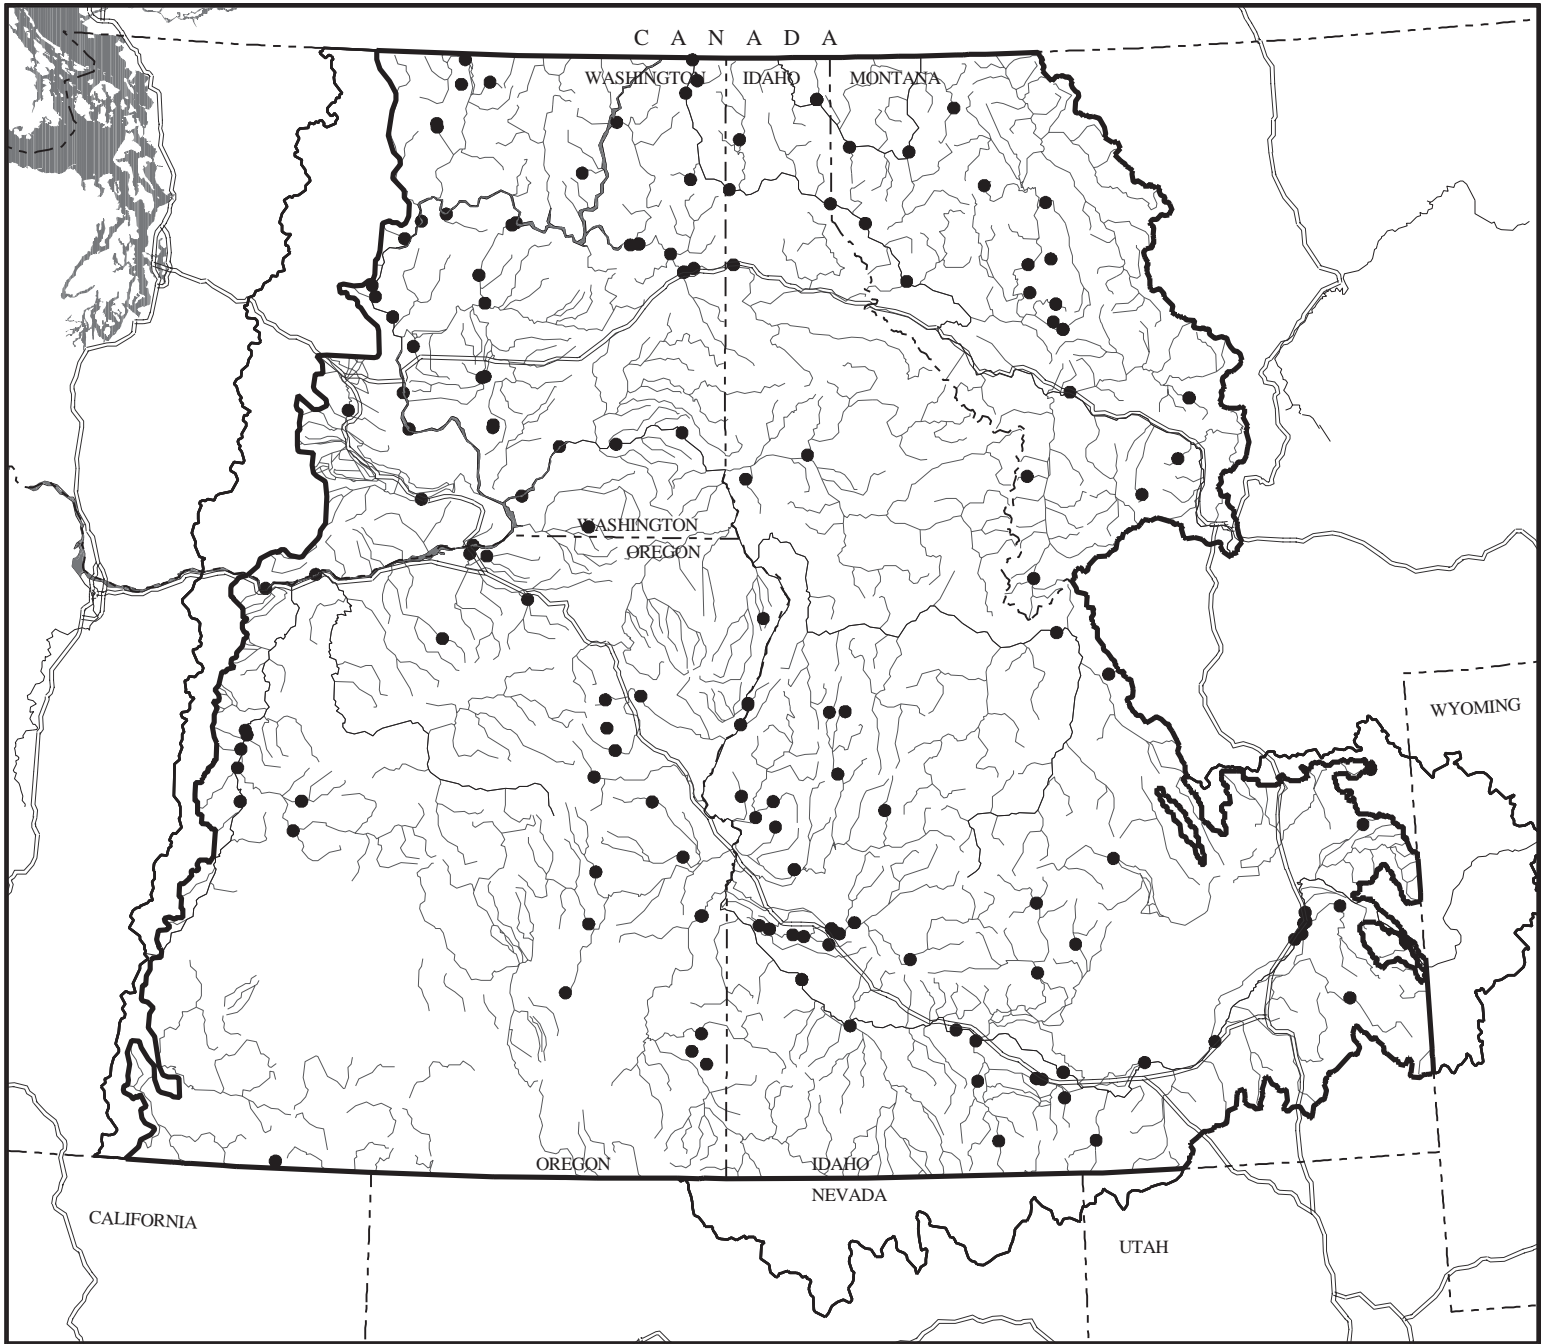 C A N A D A
WASHINGTON IDAHO MONTANA
WASHINGTON
OREGON
WYOMING
OREGON IDAHO
NEVADA
CALIFORNIA
UTAH